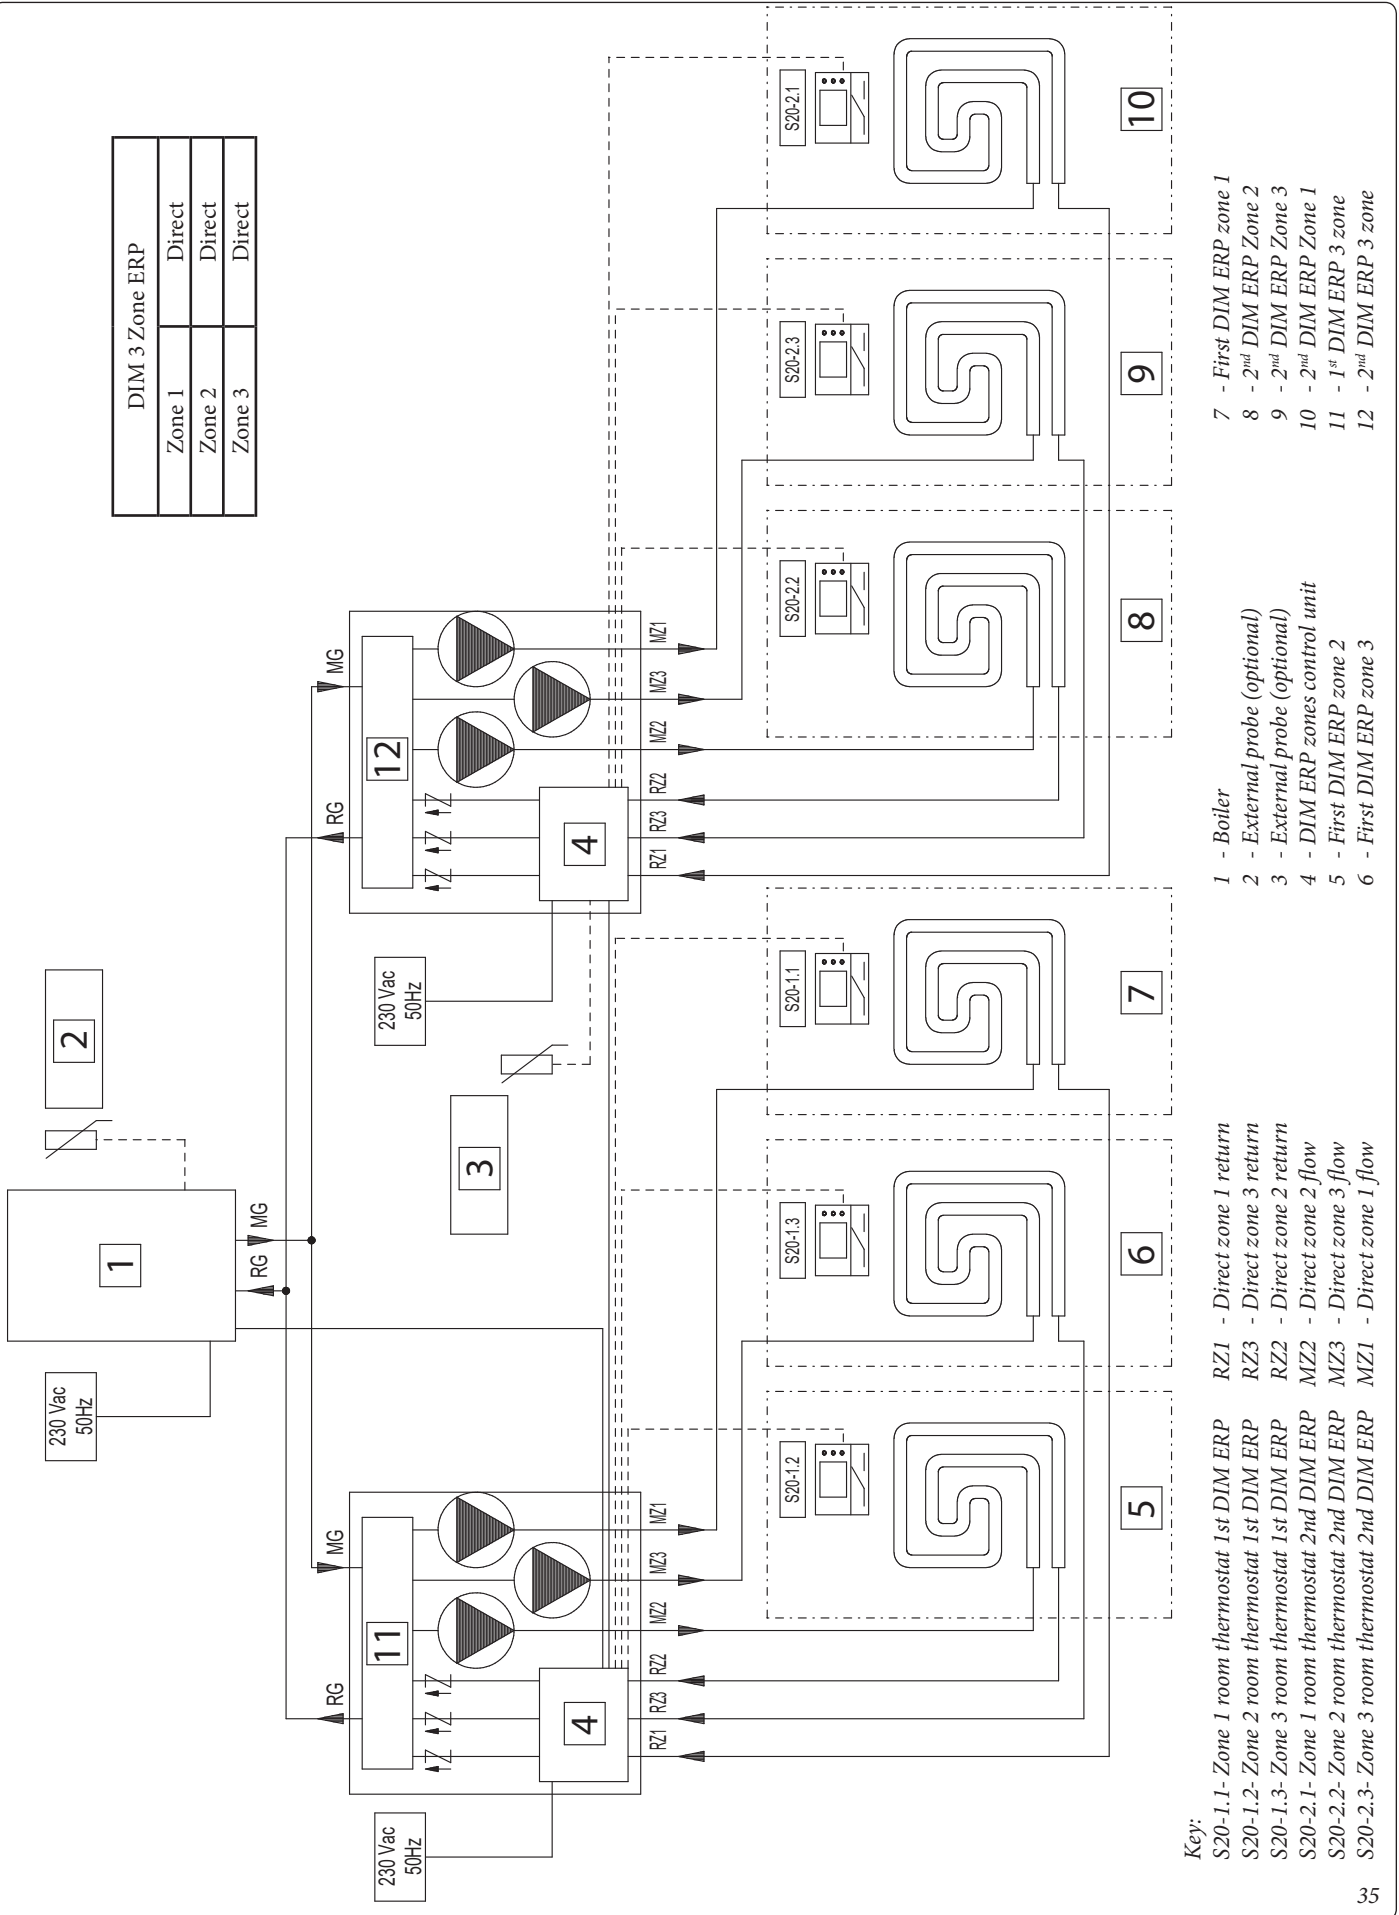 DIM 3 Zone ERP
Zone 1 Direct
Zone 2 Direct
Zone 3 Direct
2
1
230 Vac
50Hz
RG
MG
3
230 Vac
50Hz
RG
MG
11
4
RZ1
RZ3
RZ2
MZ2
MZ3
MZ1
230 Vac
50Hz
RG
MG
12
4
RZ1
RZ3
RZ2
MZ2
MZ3
MZ1
S20-1.2
S20-1.3
S20-1.1
S20-2.2
S20-2.3
S20-2.1
5
6
7
8
9
10
Key:
S20-1.1- Zone 1 room thermostat 1st DIM ERP
S20-1.2- Zone 2 room thermostat 1st DIM ERP
S20-1.3- Zone 3 room thermostat 1st DIM ERP
S20-2.1- Zone 1 room thermostat 2nd DIM ERP
S20-2.2- Zone 2 room thermostat 2nd DIM ERP
S20-2.3- Zone 3 room thermostat 2nd DIM ERP
RZ1 - Direct zone 1 return
RZ3 - Direct zone 3 return
RZ2 - Direct zone 2 return
MZ2 - Direct zone 2 flow
MZ3 - Direct zone 3 flow
MZ1 - Direct zone 1 flow
1 - Boiler
2 - External probe (optional)
3 - External probe (optional)
4 - DIM ERP zones control unit
5 - First DIM ERP zone 2
6 - First DIM ERP zone 3
7 - First DIM ERP zone 1
8 - 2nd DIM ERP Zone 2
9 - 2nd DIM ERP Zone 3
10 - 2nd DIM ERP Zone 1
11 - 1st DIM ERP 3 zone
12 - 2nd DIM ERP 3 zone
35